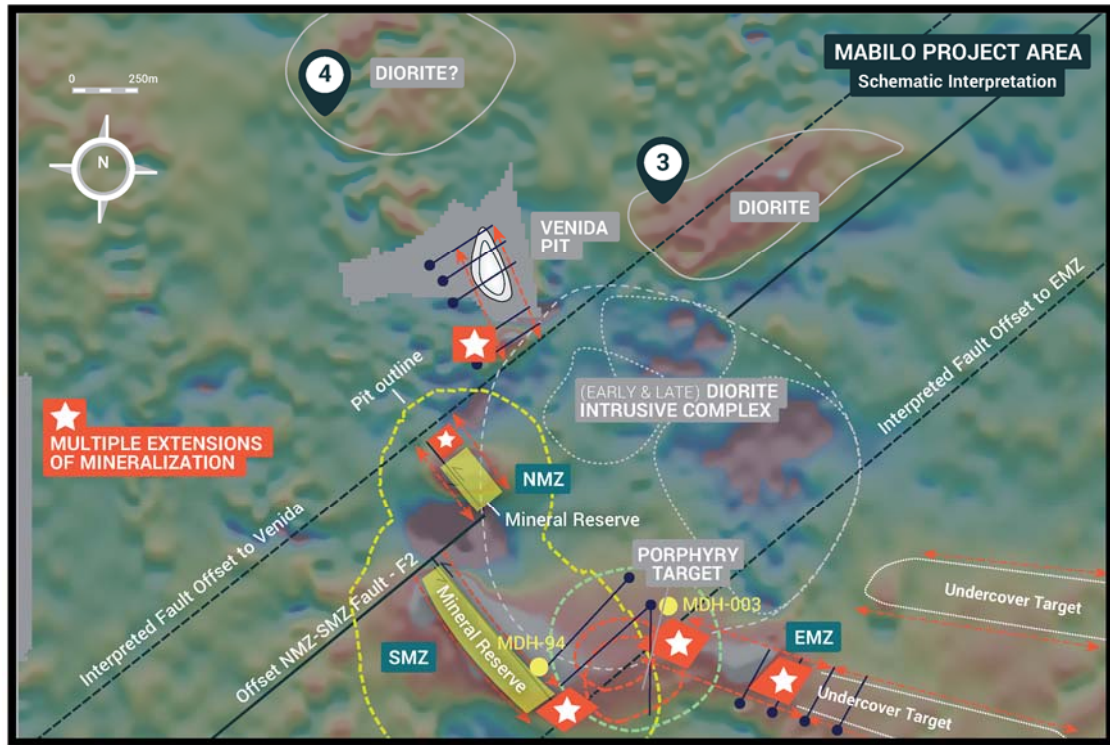 MABILO PROJECT AREA
Schematic Interpretation
0 250m
N
4
DIORITE?
3
DIORITE
VENIDA
PIT
Pit outline
(EARLY & LATE) DIORITE
INTRUSIVE COMPLEX
Interpreted Fault Offset to EMZ
MULTIPLE EXTENSIONS
OF MINERALIZATION
NMZ
Mineral Reserve
Interpreted Fault Offset to Venida
Offset NMZ-SMZ Fault - F2
PORPHYRY
TARGET
MDH-003
Undercover Target
SMZ
Mineral Reserve
MDH-94
EMZ
Undercover Target